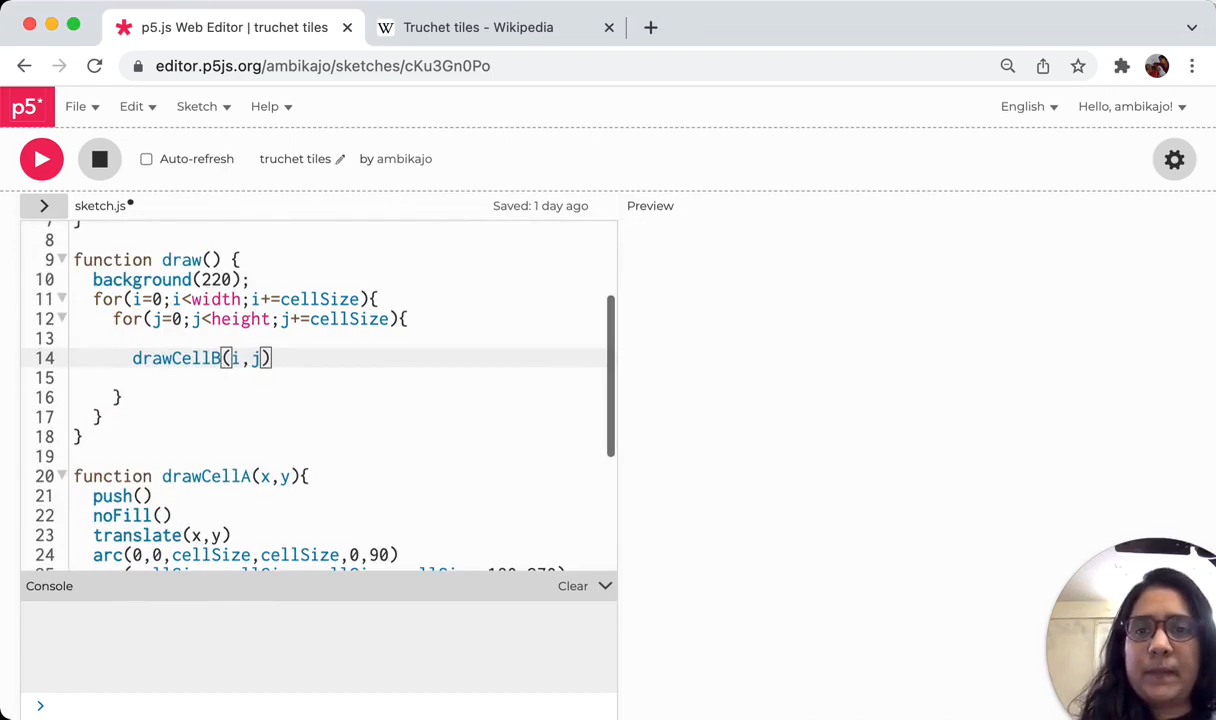 p5.js Web Editor | truchet tiles
W Truchet tiles - Wikipedia
editor.p5js.org/ambikajo/sketches/cKu3Gn0Po
p5* File Edit Sketch Help English Hello, ambikajo!
Auto-refresh truchet tiles by ambikajo
sketch.js Saved: 1 day ago Preview
8
9 function draw() {
10 background(220);
11 for(i=0;i<width;i+=cellSize){
12 for(j=0;j<height;j+=cellSize){
13
14 drawCellB(i,j)
15
16 }
17 }
18 }
19
20 function drawCellA(x,y){
21 push()
22 noFill()
23 translate(x,y)
24 arc(0,0,cellSize,cellSize,0,90)
Console Clear